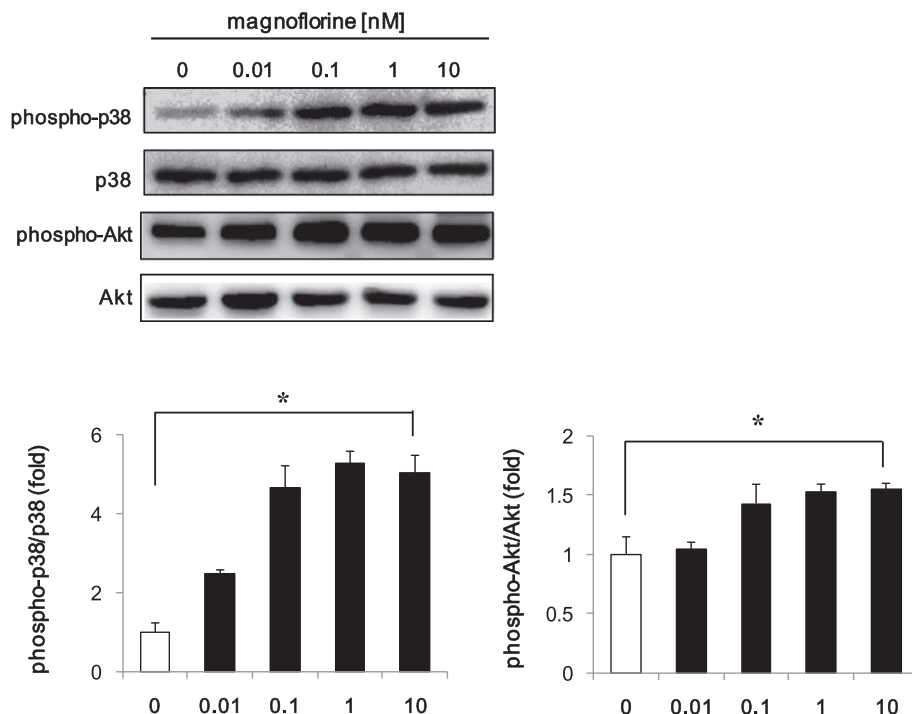 magnoflorine [nM]
0 0.01 0.1 1 10
phospho-p38
p38
phospho-Akt
Akt
*
phospho-p38/p38 (fold)
6
4
2
0
0 0.01 0.1 1 10
*
phospho-Akt/Akt (fold)
2
1.5
1
0.5
0
0 0.01 0.1 1 10